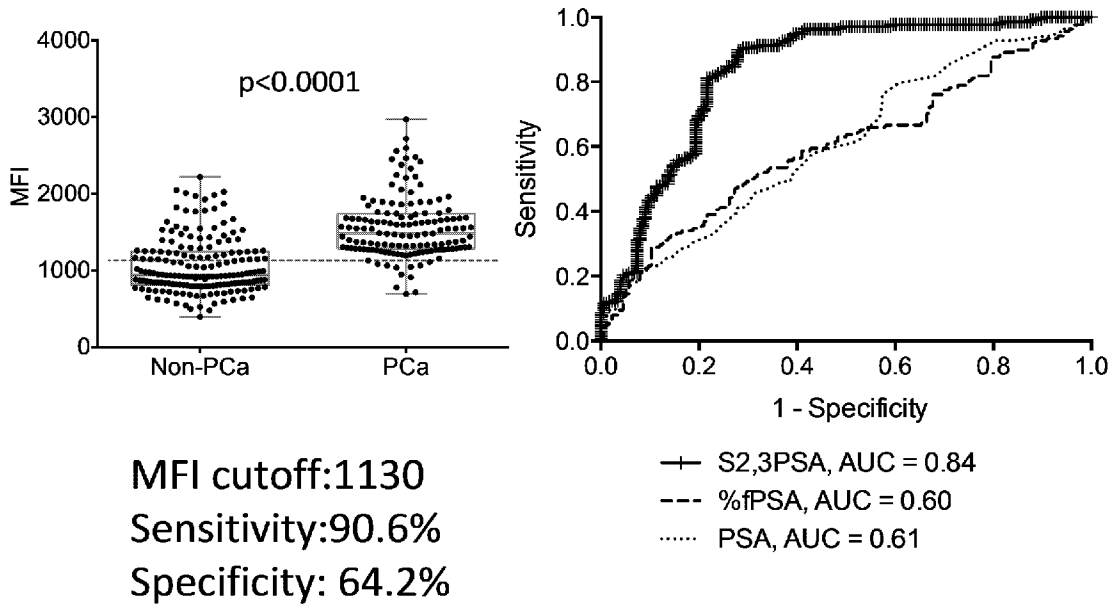 4000
3000
2000
1000
0
MFI
p<0.0001
Non-PCa
PCa
1.0
0.8
0.6
0.4
0.2
0.0
Sensitivity
0.0
0.2
0.4
0.6
0.8
1.0
1 - Specificity
MFI cutoff:1130
Sensitivity:90.6%
Specificity: 64.2%
S2,3PSA, AUC = 0.84
%fPSA, AUC = 0.60
PSA, AUC = 0.61